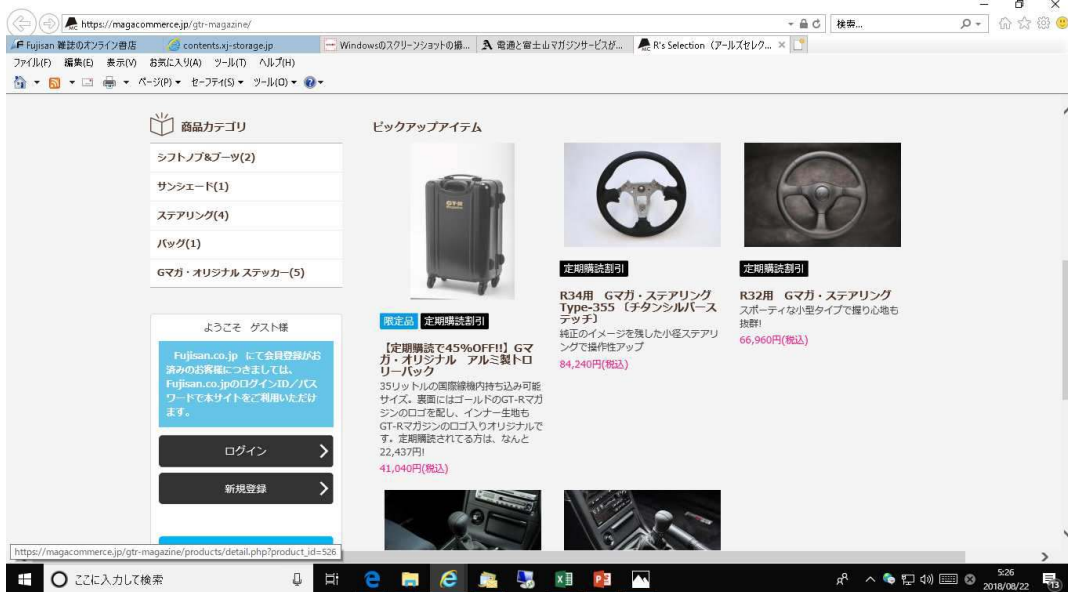 https://magacommerce.jp/gtr-magazine/
検索...
Fujisan 雑誌のオンライン書店
contents.xj-storage.jp
Windowsのスクリーンショットの撮...
電通と富士山マガジンサービスが...
R's Selection（アールズセレク...
ファイル(F) 編集(E) 表示(V) お気に入り(A) ツール(T) ヘルプ(H)
ページ(P) セーフティ(S) ツール(O)
商品カテゴリ
シフトノブ&ブーツ(2)
サンシェード(1)
ステアリング(4)
バッグ(1)
Gマガ・オリジナル ステッカー(5)
ようこそ ゲスト様
Fujisan.co.jp にて会員登録がお
済みのお客様につきましては、
Fujisan.co.jpのログインID／パス
ワードで本サイトをご利用いただけ
ます。
ログイン
新規登録
ピックアップアイテム
GT-R
限定品 定期購読割引
【定期購読で45%OFF!!】Gマ
ガ・オリジナル アルミ製トロ
リーバック
35リットルの国際線機内持ち込み可能
サイズ。裏面にはゴールドのGT-Rマガ
ジンのロゴを配し、インナー生地も
GT-Rマガジンのロゴ入りオリジナルで
す。定期購読されてる方は、なんと
22,437円!
41,040円(税込)
定期購読割引
R34用 Gマガ・ステアリング
Type-355 〔チタンシルバース
テッチ〕
純正のイメージを残した小径ステアリ
ングで操作性アップ
84,240円(税込)
定期購読割引
R32用 Gマガ・ステアリング
スポーティな小型タイプで握り心地も
抜群!
66,960円(税込)
https://magacommerce.jp/gtr-magazine/products/detail.php?product_id=526
ここに入力して検索
5:26
2018/08/22
13